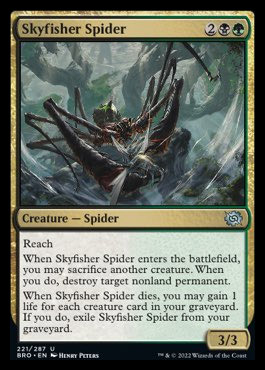 Skyfisher Spider 2
Creature — Spider
Reach
When Skyfisher Spider enters the battlefield,
you may sacrifice another creature. When
you do, destroy target nonland permanent.
When Skyfisher Spider dies, you may gain 1
life for each creature card in your graveyard.
If you do, exile Skyfisher Spider from your
graveyard.
3/3
221/287 U
BRO • EN Henry Peters ™ & © 2022 Wizards of the Coast